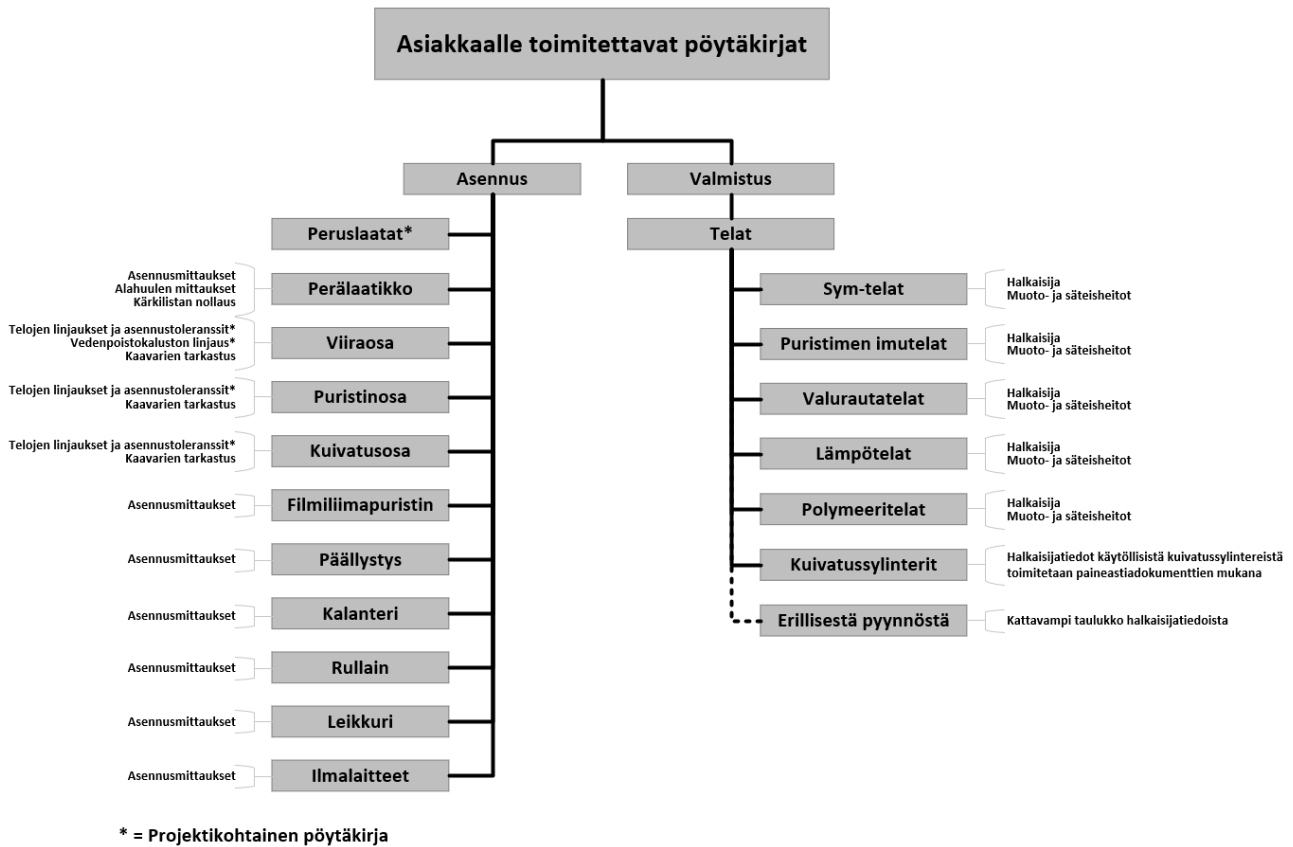 Asiakkaalle toimitettavat pöytäkirjat
Asennus
Peruslaatat*
Asennusmittaukset
Alahuulen mittaukset
Kärkilistan nollaus
Perälaatikko
Telojen linjaukset ja asennustoleranssit*
Vedenpoistokaluston linjaus*
Kaavarien tarkastus
Viiraosa
Telojen linjaukset ja asennustoleranssit*
Kaavarien tarkastus
Puristinosa
Telojen linjaukset ja asennustoleranssit*
Kaavarien tarkastus
Kuivatusosa
Asennusmittaukset
Filmiliimapuristin
Asennusmittaukset
Päällystys
Asennusmittaukset
Kalanteri
Asennusmittaukset
Rullain
Asennusmittaukset
Leikkuri
Asennusmittaukset
Ilmalaitteet
Valmistus
Telat
Sym-telat
Halkaisija
Muoto- ja säteisheitot
Puristimen imutelat
Halkaisija
Muoto- ja säteisheitot
Valurautatelat
Halkaisija
Muoto- ja säteisheitot
Lämpötelat
Halkaisija
Muoto- ja säteisheitot
Polymeeritelat
Halkaisija
Muoto- ja säteisheitot
Kuivatussylinterit
Halkaisijatiedot käytöllisistä kuivatussylintereistä
toimitetaan paineastiadokumenttien mukana
Erillisestä pyynnöstä
Kattavampi taulukko halkaisijatiedoista
* = Projektikohtainen pöytäkirja